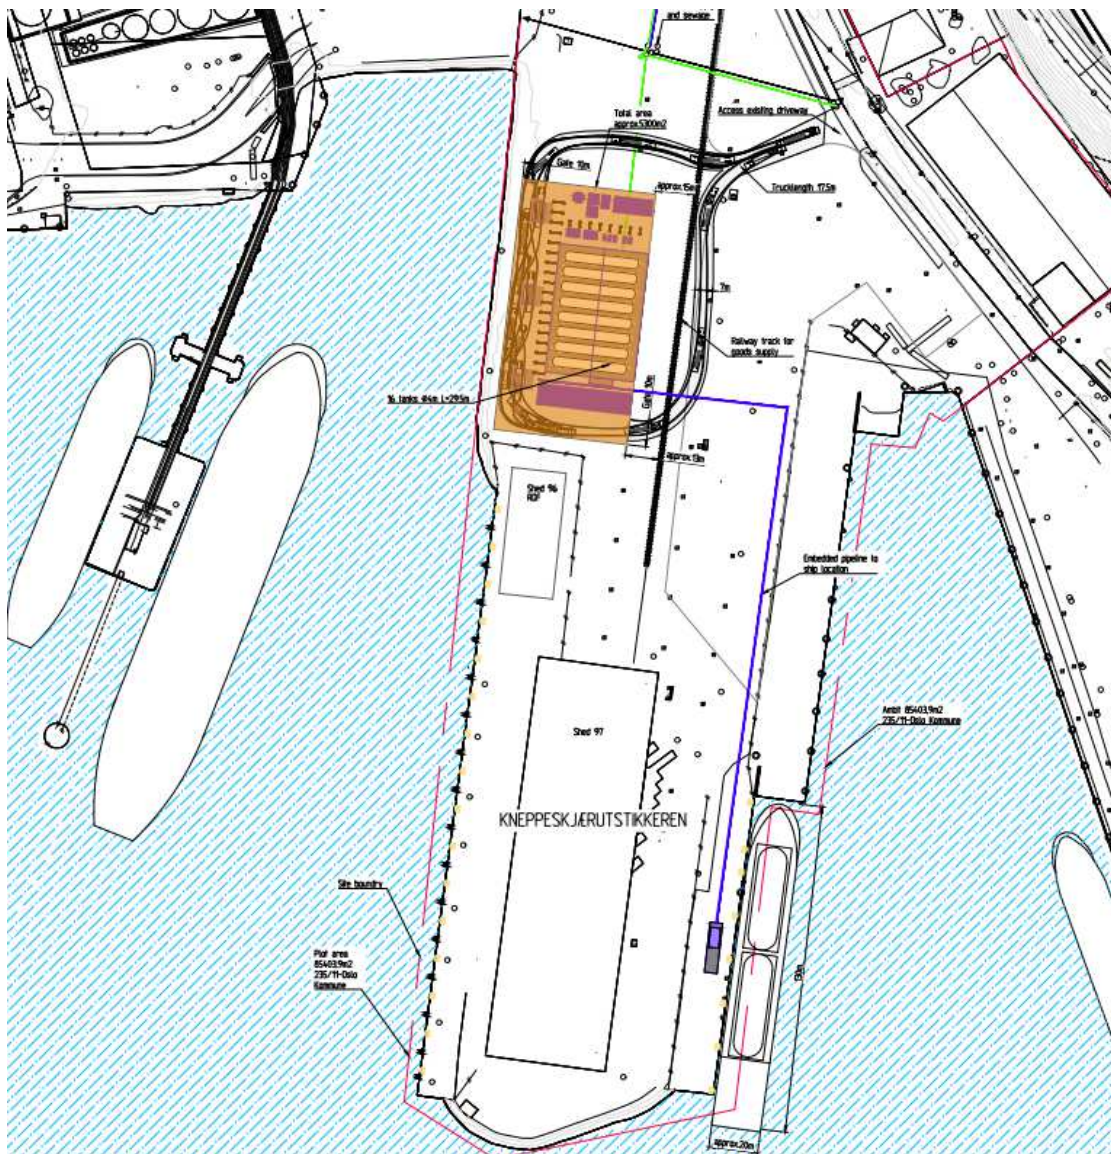 and sewage
Total area
approx.5300m2
Access existing driveway
Gate 10m
Trucklength 17.5m
approx.15m
7m
Railway track for
goods supply
16 tanks Ø4m L=29.5m
Gate 10m
approx.13m
Shed 96
Embedded pipeline to
ship location
Ambit 85403,9m2
235/11-Oslo Kommune
Shed 97
KNEPPESKJÆRUTSTIKKEREN
Site boundry
Plot area
85403,9m2
235/11-Oslo
Kommune
130m
approx.20m